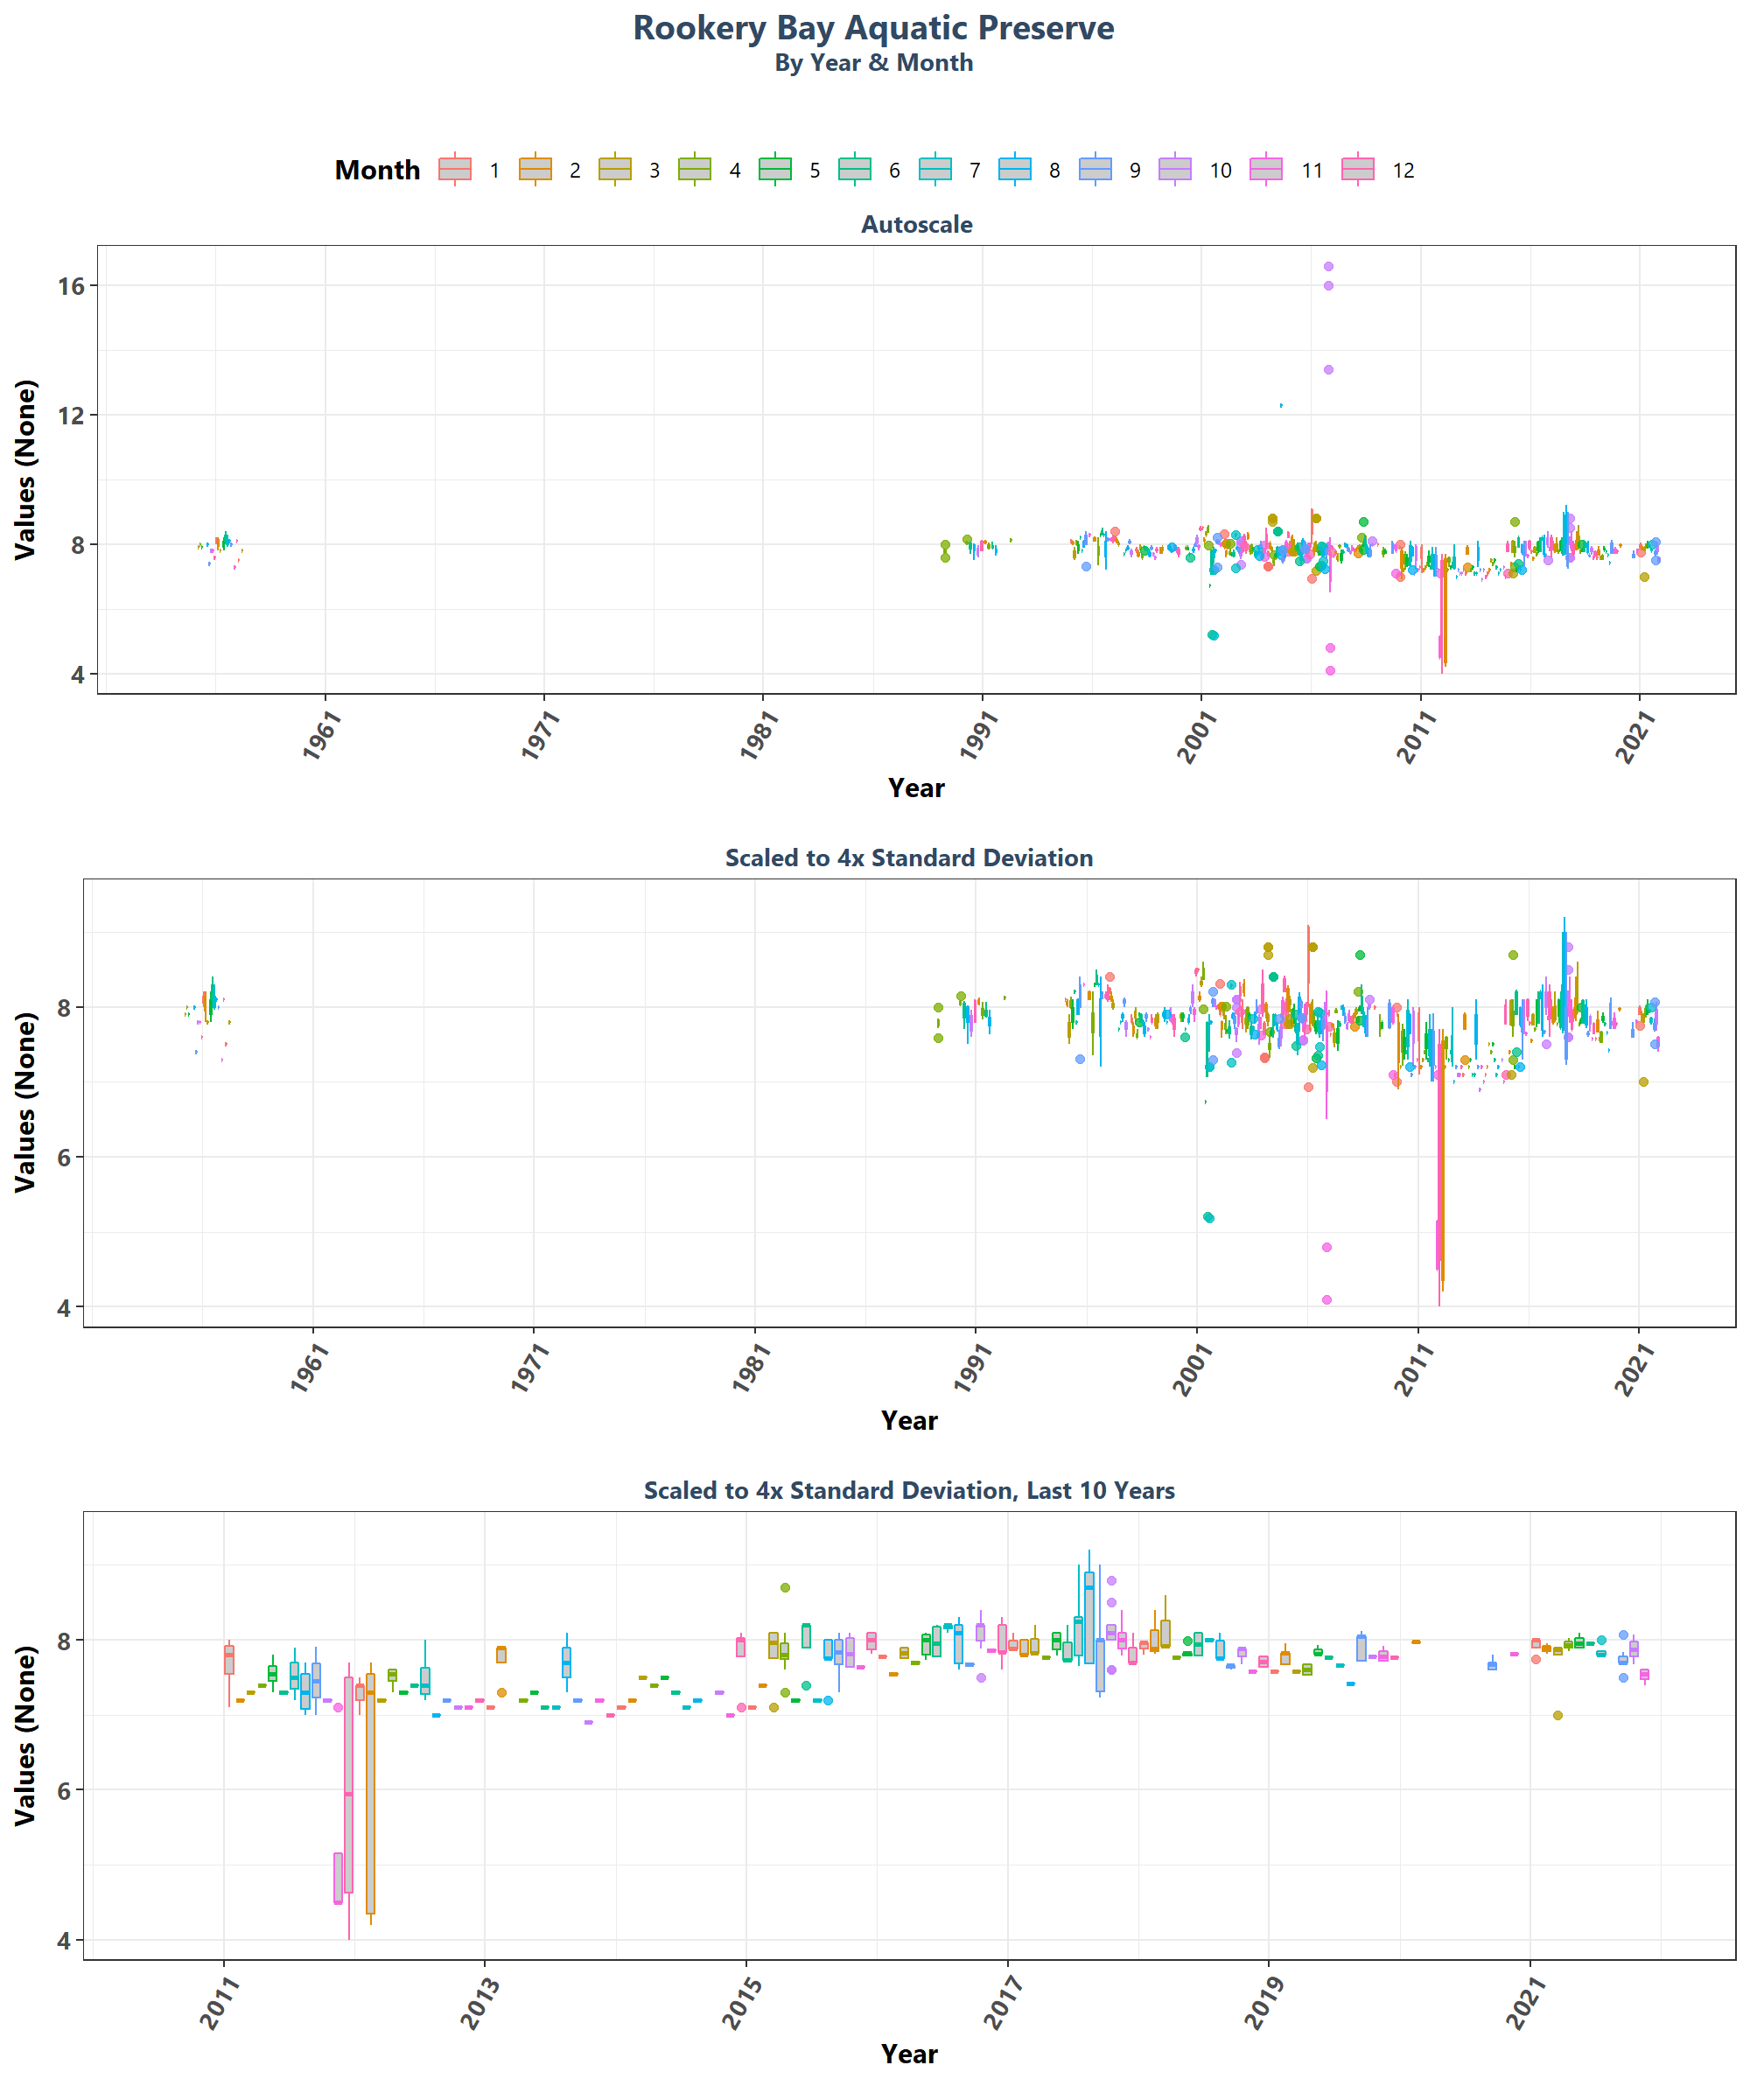 Rookery Bay Aquatic Preserve
By Year & Month
Month 1 2 3 4 5 6 7 8 9 10 11 12
Autoscale
Values (None)
16
12
8
4
1961 1971 1981 1991 2001 2011 2021
Year
Scaled to 4x Standard Deviation
Values (None)
8
6
4
1961 1971 1981 1991 2001 2011 2021
Year
Scaled to 4x Standard Deviation, Last 10 Years
Values (None)
8
6
4
2011 2013 2015 2017 2019 2021
Year